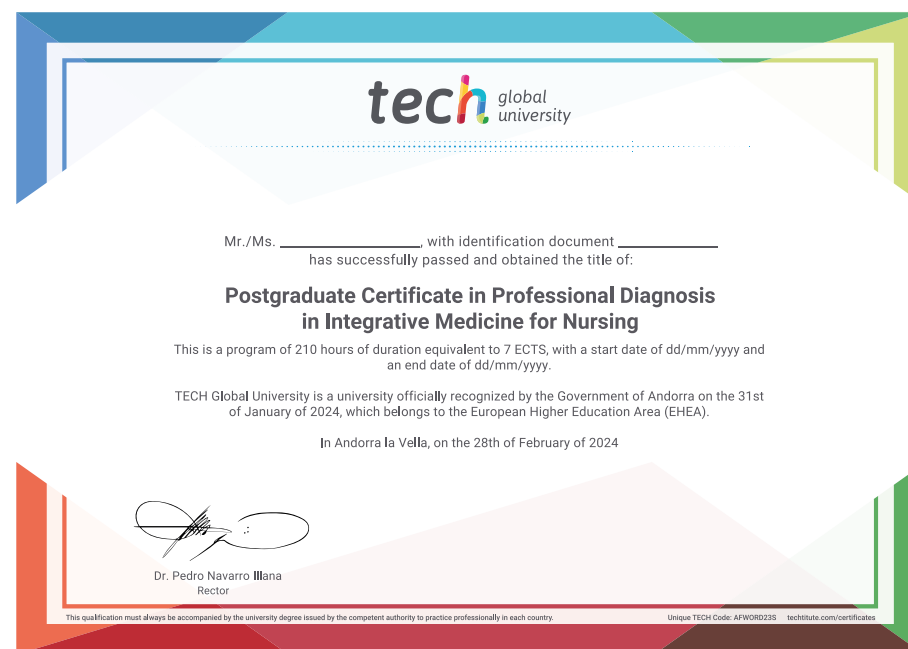 tech global university
Mr./Ms. ____________________, with identification document ______________
has successfully passed and obtained the title of:
Postgraduate Certificate in Professional Diagnosis
in Integrative Medicine for Nursing
This is a program of 210 hours of duration equivalent to 7 ECTS, with a start date of dd/mm/yyyy and
an end date of dd/mm/yyyy.
TECH Global University is a university officially recognized by the Government of Andorra on the 31st
of January of 2024, which belongs to the European Higher Education Area (EHEA).
In Andorra la Vella, on the 28th of February of 2024
Dr. Pedro Navarro Illana
Rector
This qualification must always be accompanied by the university degree issued by the competent authority to practice professionally in each country.
Unique TECH Code: AFWORD23S techtitute.com/certificates